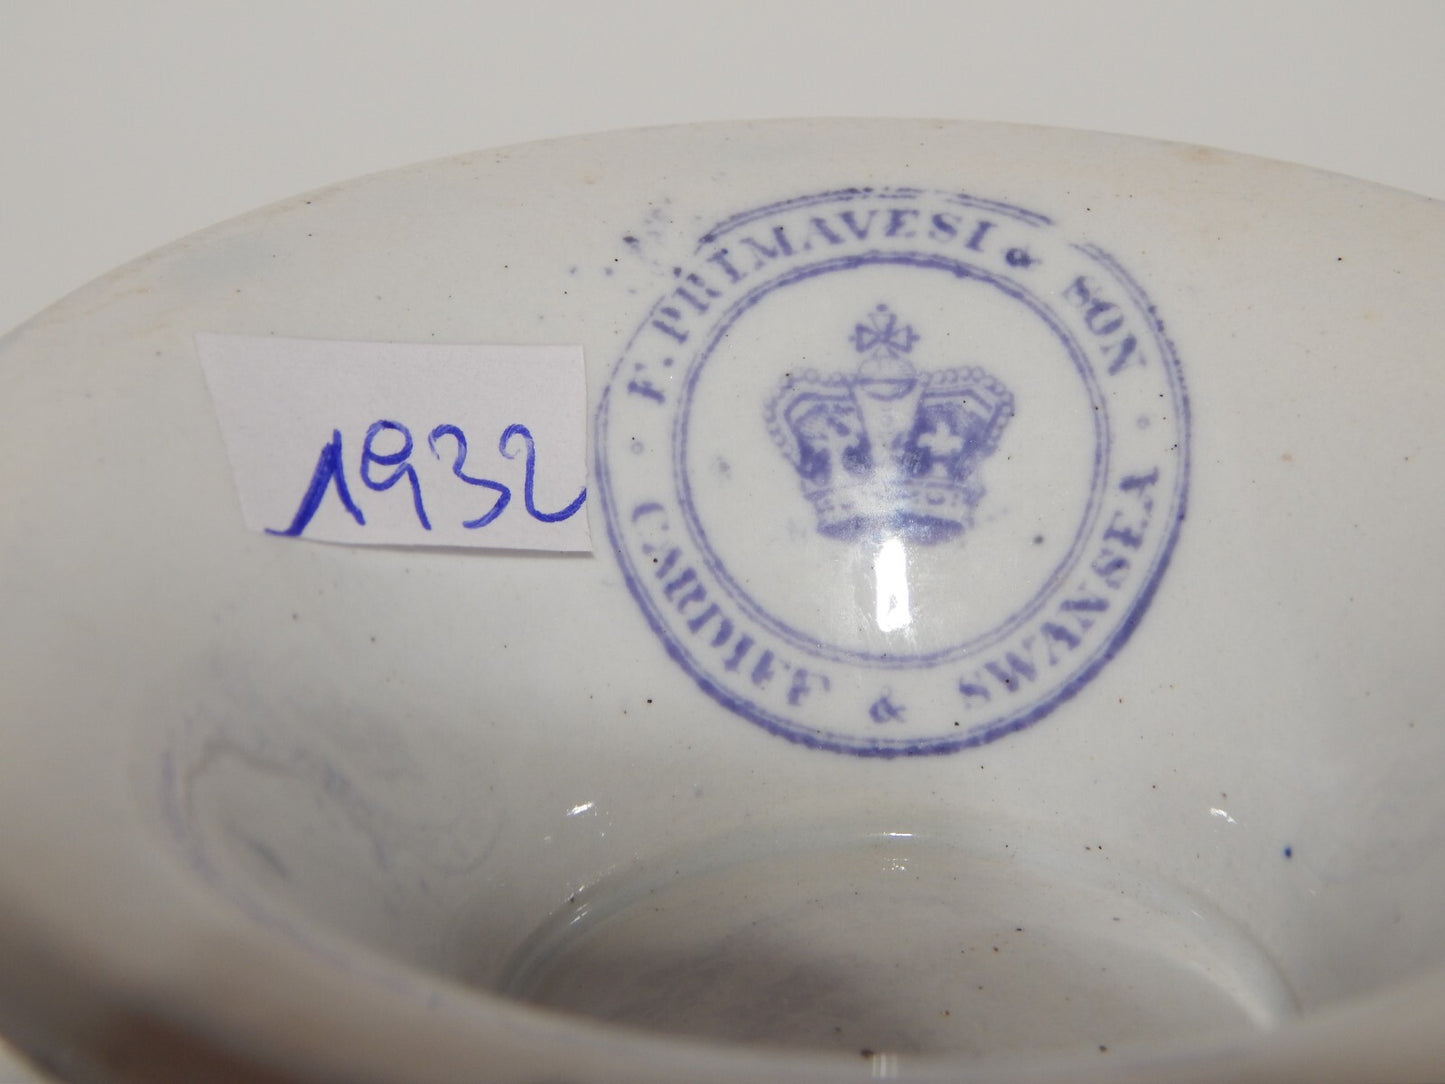 F. PRIMAVESI & SON
CARDIFF & SWANSEA
1932